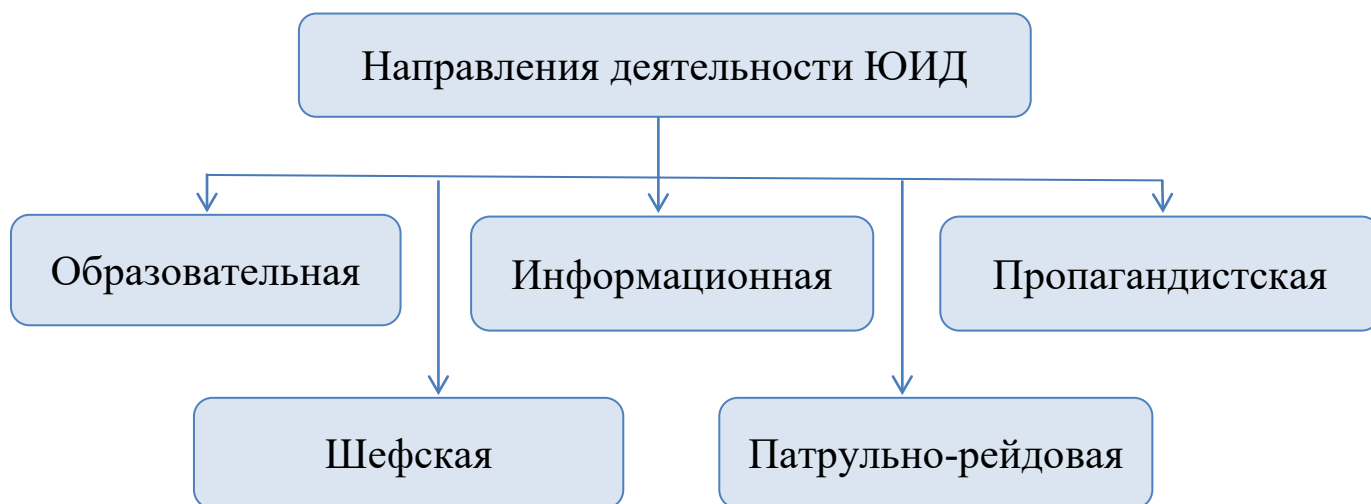 Направления деятельности ЮИД
Образовательная
Информационная
Пропагандистская
Шефская
Патрульно-рейдовая